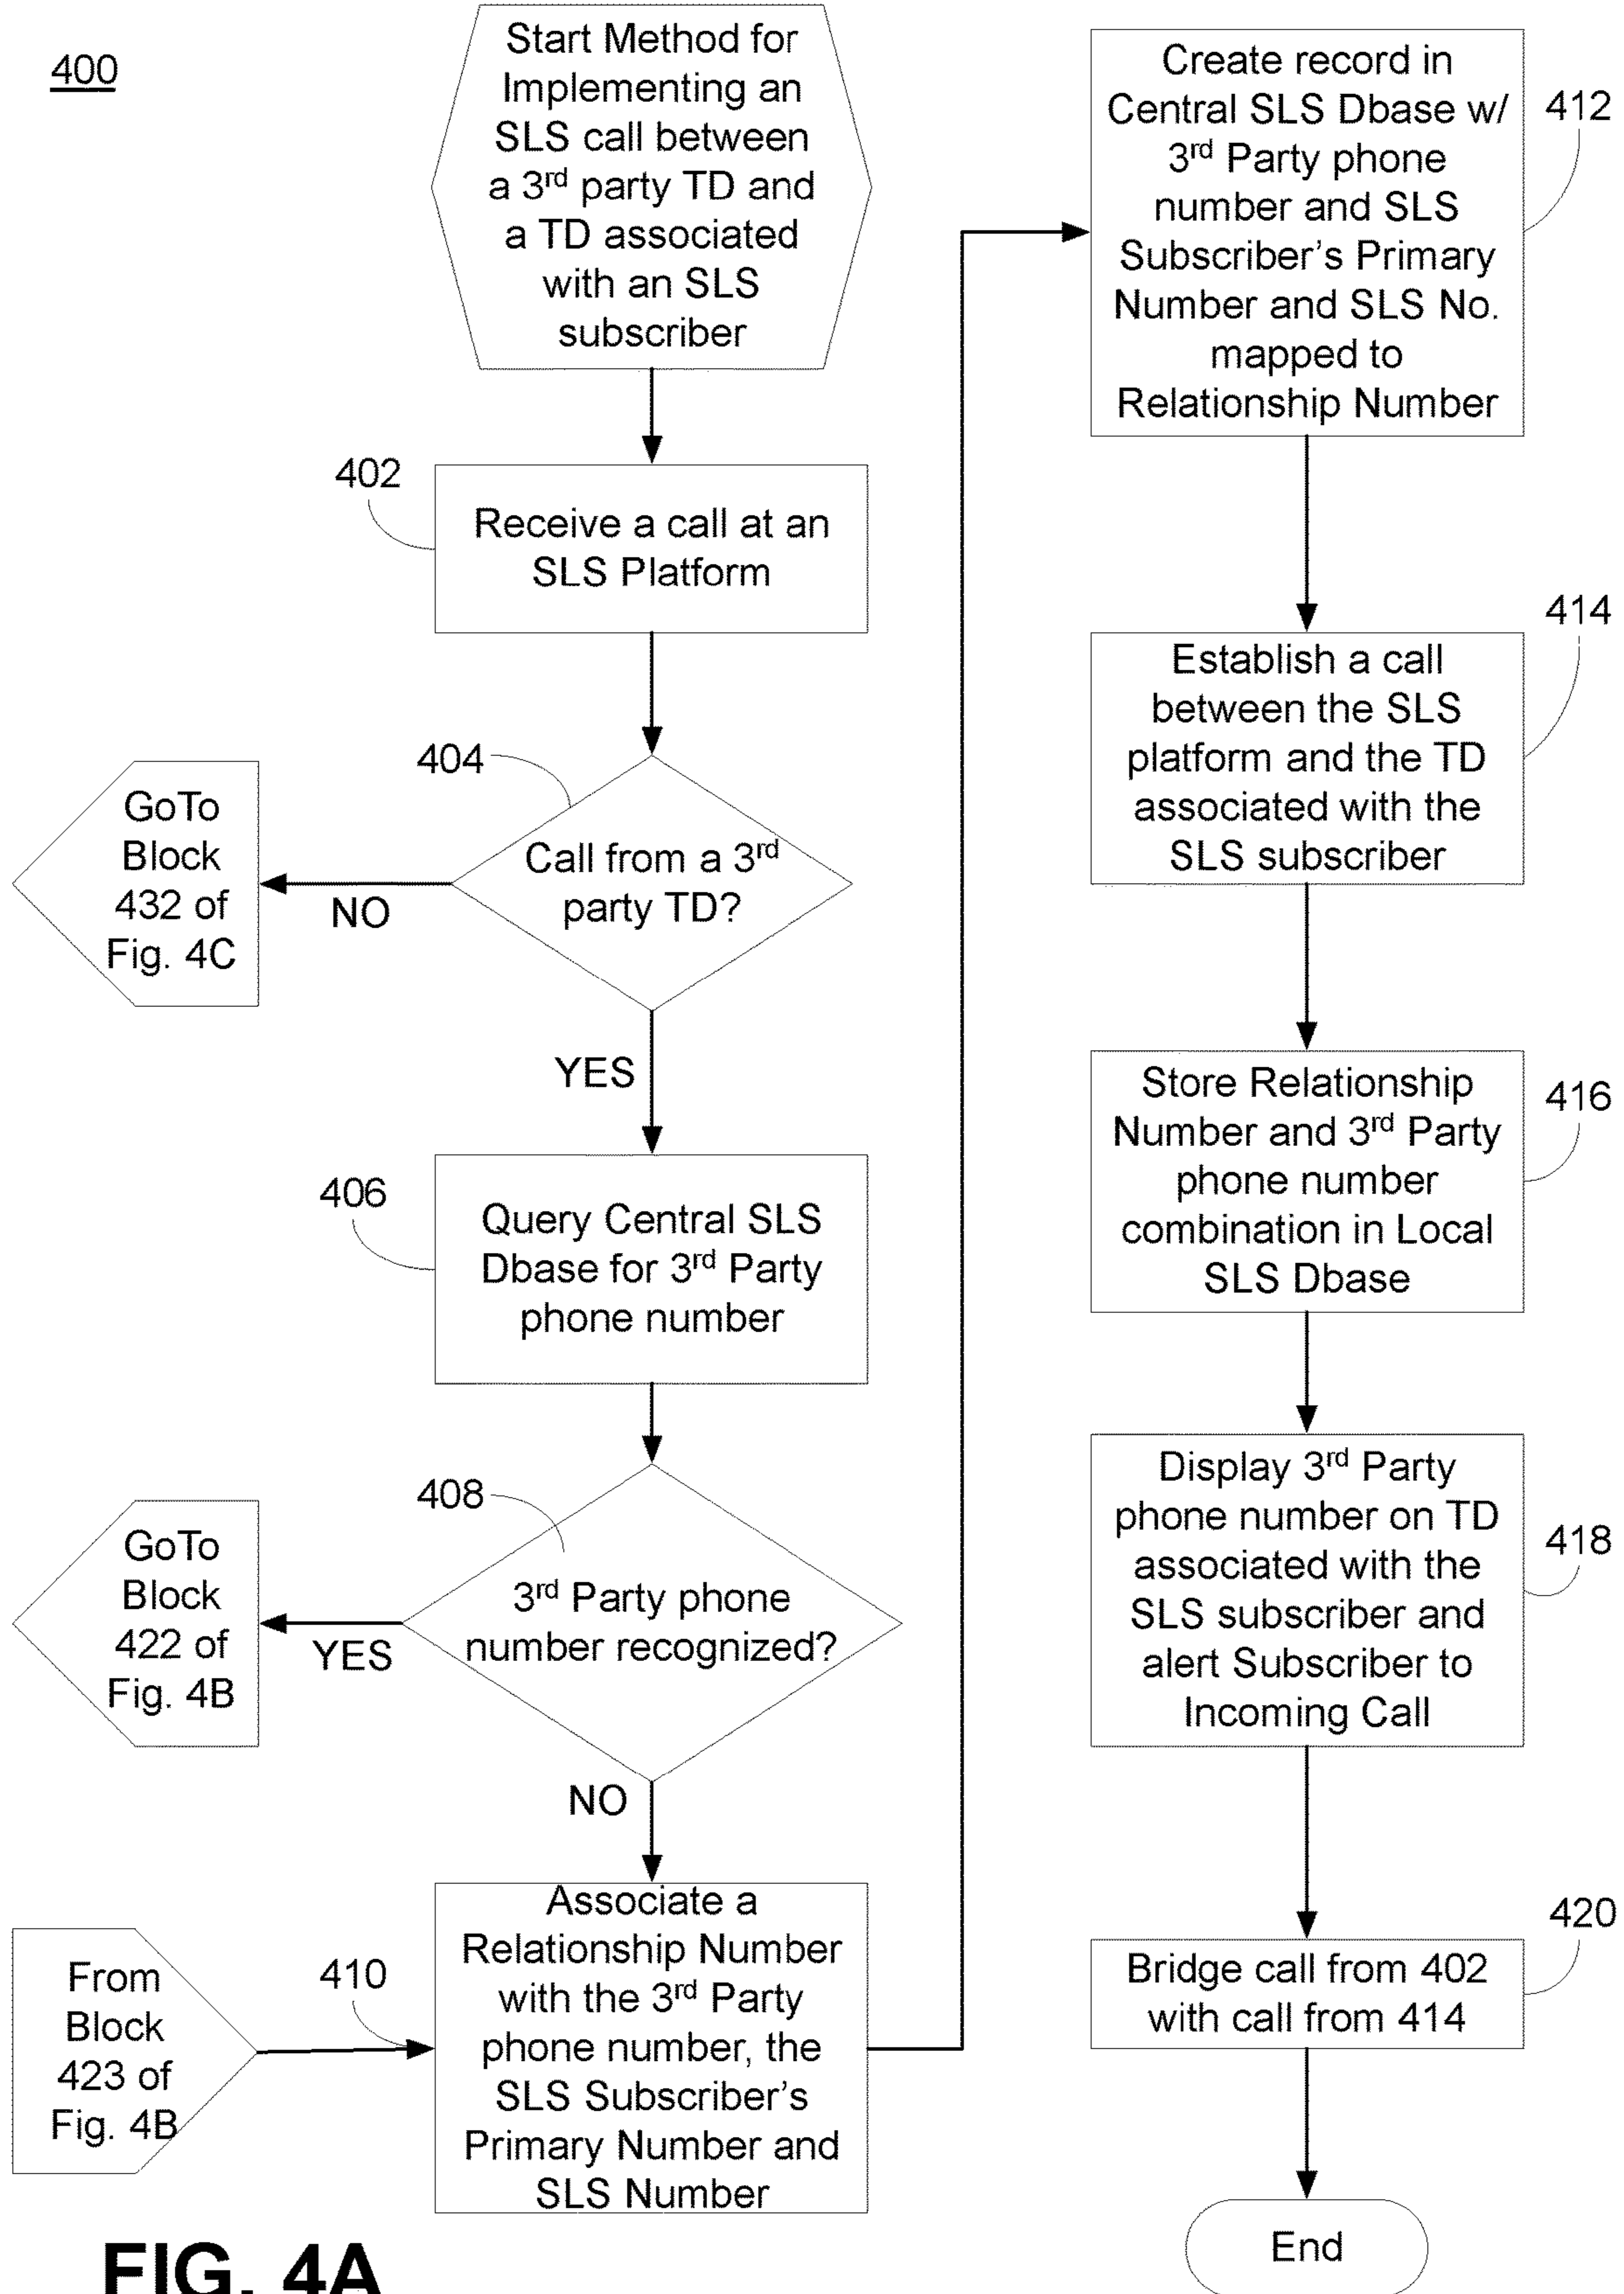 400
Start Method for
Implementing an
SLS call between
a 3rd party TD and
a TD associated
with an SLS
subscriber
402
Receive a call at an
SLS Platform
404
Call from a 3rd
party TD?
NO
GoTo
Block
432 of
Fig. 4C
YES
406
Query Central SLS
Dbase for 3rd Party
phone number
408
3rd Party phone
number recognized?
YES
GoTo
Block
422 of
Fig. 4B
NO
From
Block
423 of
Fig. 4B
410
Associate a
Relationship Number
with the 3rd Party
phone number, the
SLS Subscriber's
Primary Number and
SLS Number
412
Create record in
Central SLS Dbase w/
3rd Party phone
number and SLS
Subscriber's Primary
Number and SLS No.
mapped to
Relationship Number
414
Establish a call
between the SLS
platform and the TD
associated with the
SLS subscriber
416
Store Relationship
Number and 3rd Party
phone number
combination in Local
SLS Dbase
418
Display 3rd Party
phone number on TD
associated with the
SLS subscriber and
alert Subscriber to
Incoming Call
420
Bridge call from 402
with call from 414
End
FIG. 4A